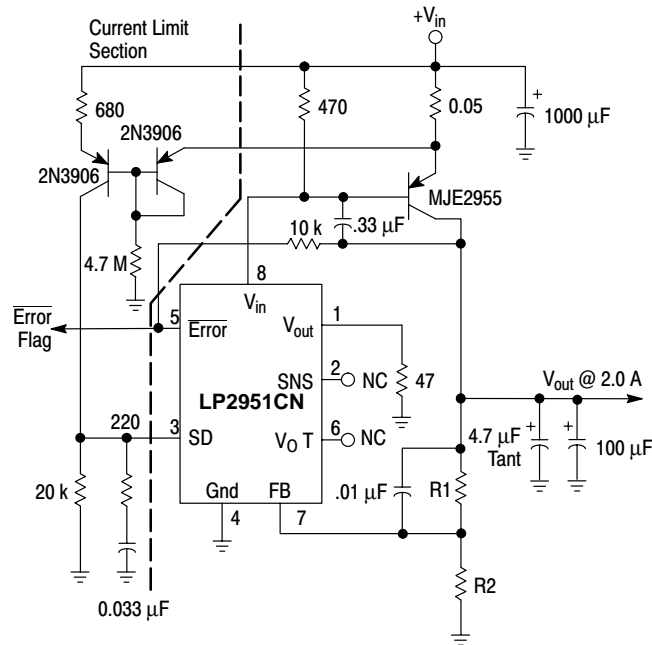 Current Limit
Section
+Vin
680
470
0.05
+
1000 µF
2N3906
2N3906
MJE2955
10 k
.33 µF
4.7 M
8
Vin
Error
Flag
5
Error
Vout
1
SNS
2
NC
47
LP2951CN
Vout @ 2.0 A
220
3
SD
VO T
6
NC
4.7 µF
Tant
+
+
100 µF
20 k
Gnd
FB
.01 µF
R1
4
7
R2
0.033 µF